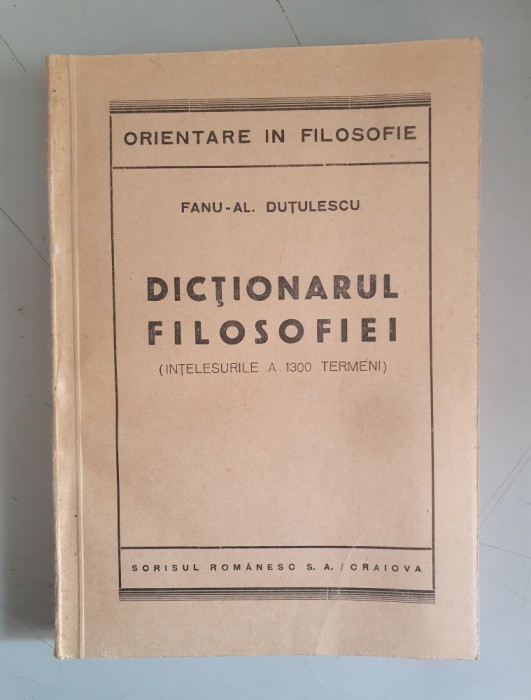 ORIENTARE IN FILOSOFIE
FANU-AL. DUȚULESCU
DICȚIONARUL
FILOSOFIEI
(INȚELESURILE A 1300 TERMENI)
SCRISUL ROMÂNESC S. A. / CRAIOVA